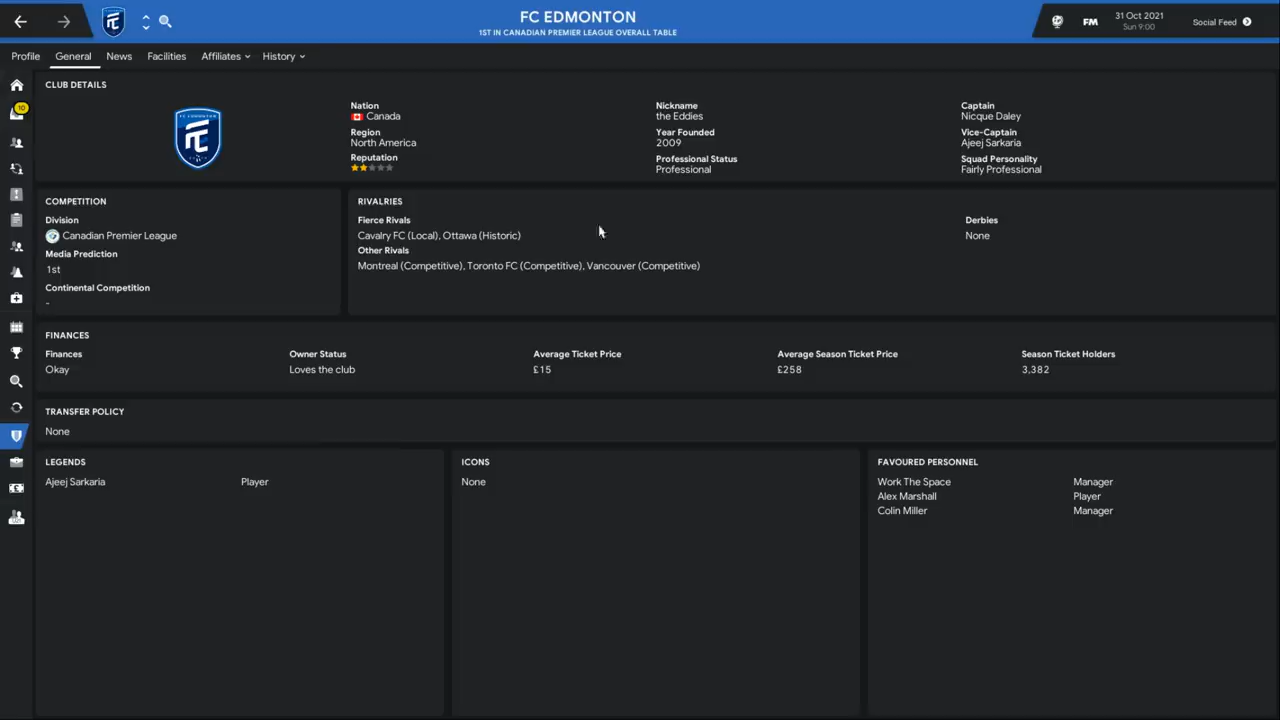 FC EDMONTON
1ST IN CANADIAN PREMIER LEAGUE OVERALL TABLE
FM
31 Oct 2021
Sun 9:00
Social Feed
Profile
General
News
Facilities
Affiliates
History
10
CLUB DETAILS
FC EDMONTON
Nation
Canada
Region
North America
Reputation
Nickname
the Eddies
Year Founded
2009
Professional Status
Professional
Captain
Nicque Daley
Vice-Captain
Ajeej Sarkaria
Squad Personality
Fairly Professional
COMPETITION
Division
Canadian Premier League
Media Prediction
1st
Continental Competition
-
RIVALRIES
Fierce Rivals
Cavalry FC (Local), Ottawa (Historic)
Other Rivals
Montreal (Competitive), Toronto FC (Competitive), Vancouver (Competitive)
Derbies
None
FINANCES
Finances
Okay
Owner Status
Loves the club
Average Ticket Price
£15
Average Season Ticket Price
£258
Season Ticket Holders
3,382
TRANSFER POLICY
None
LEGENDS
Ajeej Sarkaria Player
ICONS
None
FAVOURED PERSONNEL
Work The Space Manager
Alex Marshall Player
Colin Miller Manager